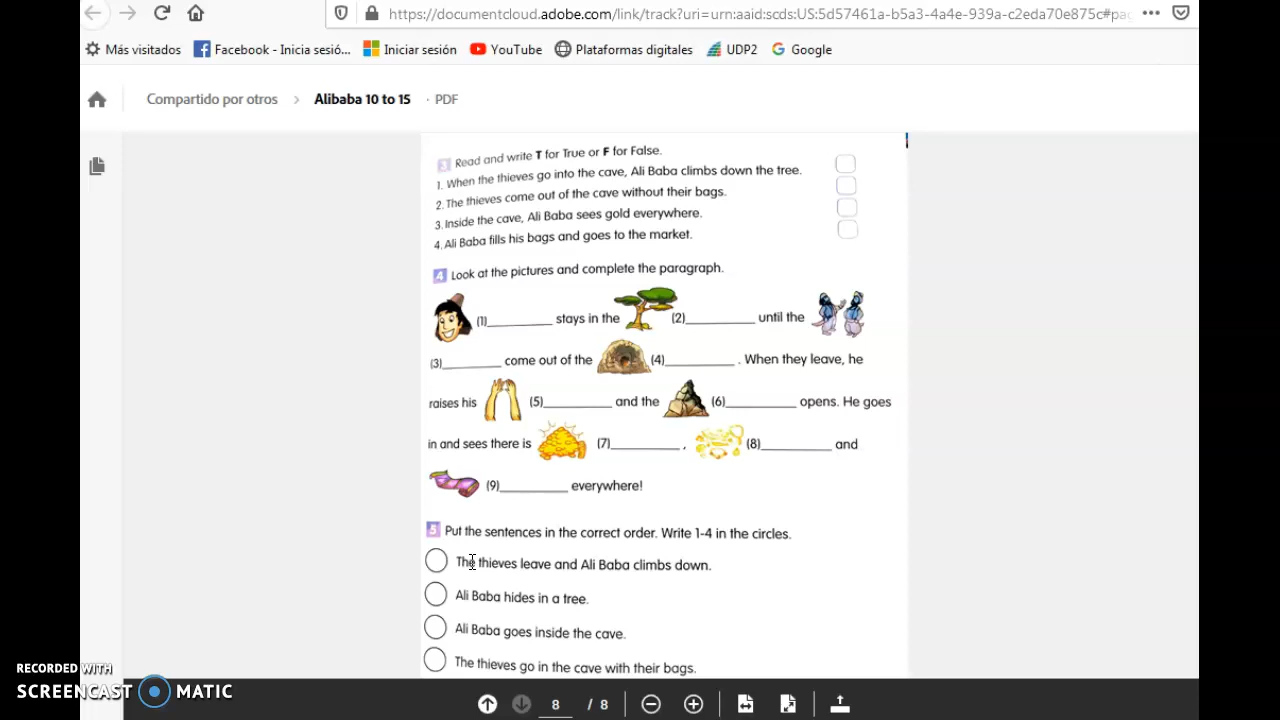 https://documentcloud.adobe.com/link/track?uri=urn:aaid:scds:US:5d57461a-b5a3-4a4e-939a-c2eda70e875c#pag
Más visitados Facebook - Inicia sesió... Iniciar sesión YouTube Plataformas digitales UDP2 Google
Compartido por otros > Alibaba 10 to 15 · PDF
3 Read and write T for True or F for False.
1. When the thieves go into the cave, Ali Baba climbs down the tree.
2. The thieves come out of the cave without their bags.
3. Inside the cave, Ali Baba sees gold everywhere.
4. Ali Baba fills his bags and goes to the market.
4 Look at the pictures and complete the paragraph.
(1)__________ stays in the (2)__________ until the
(3)__________ come out of the (4)__________ . When they leave, he
raises his (5)__________ and the (6)__________ opens. He goes
in and sees there is (7)__________ , (8)__________ and
(9)__________ everywhere!
5 Put the sentences in the correct order. Write 1-4 in the circles.
The thieves leave and Ali Baba climbs down.
Ali Baba hides in a tree.
Ali Baba goes inside the cave.
The thieves go in the cave with their bags.
RECORDED WITH
SCREENCAST MATIC
8 / 8